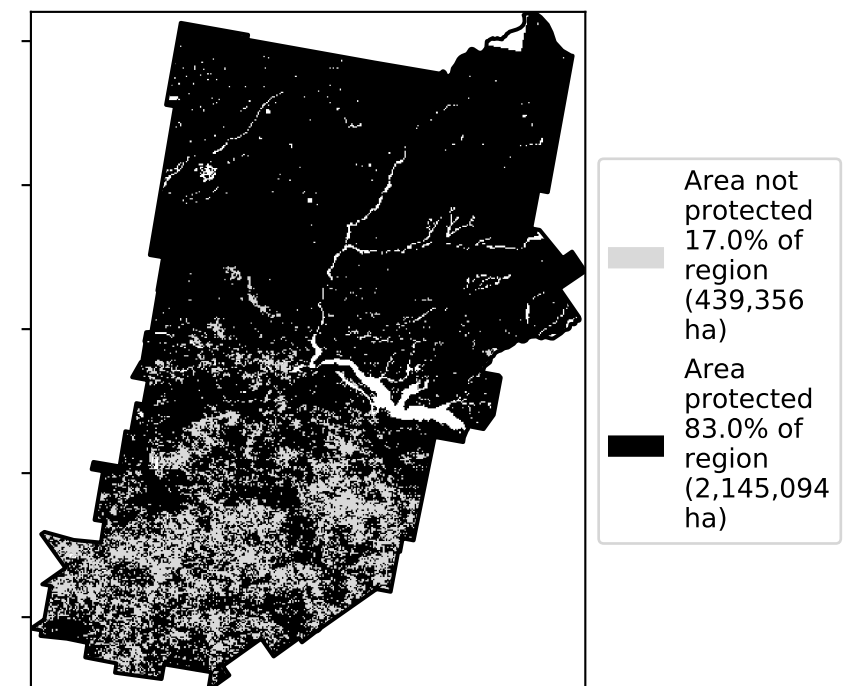 Area not
protected
17.0% of
region
(439,356
ha)
Area
protected
83.0% of
region
(2,145,094
ha)